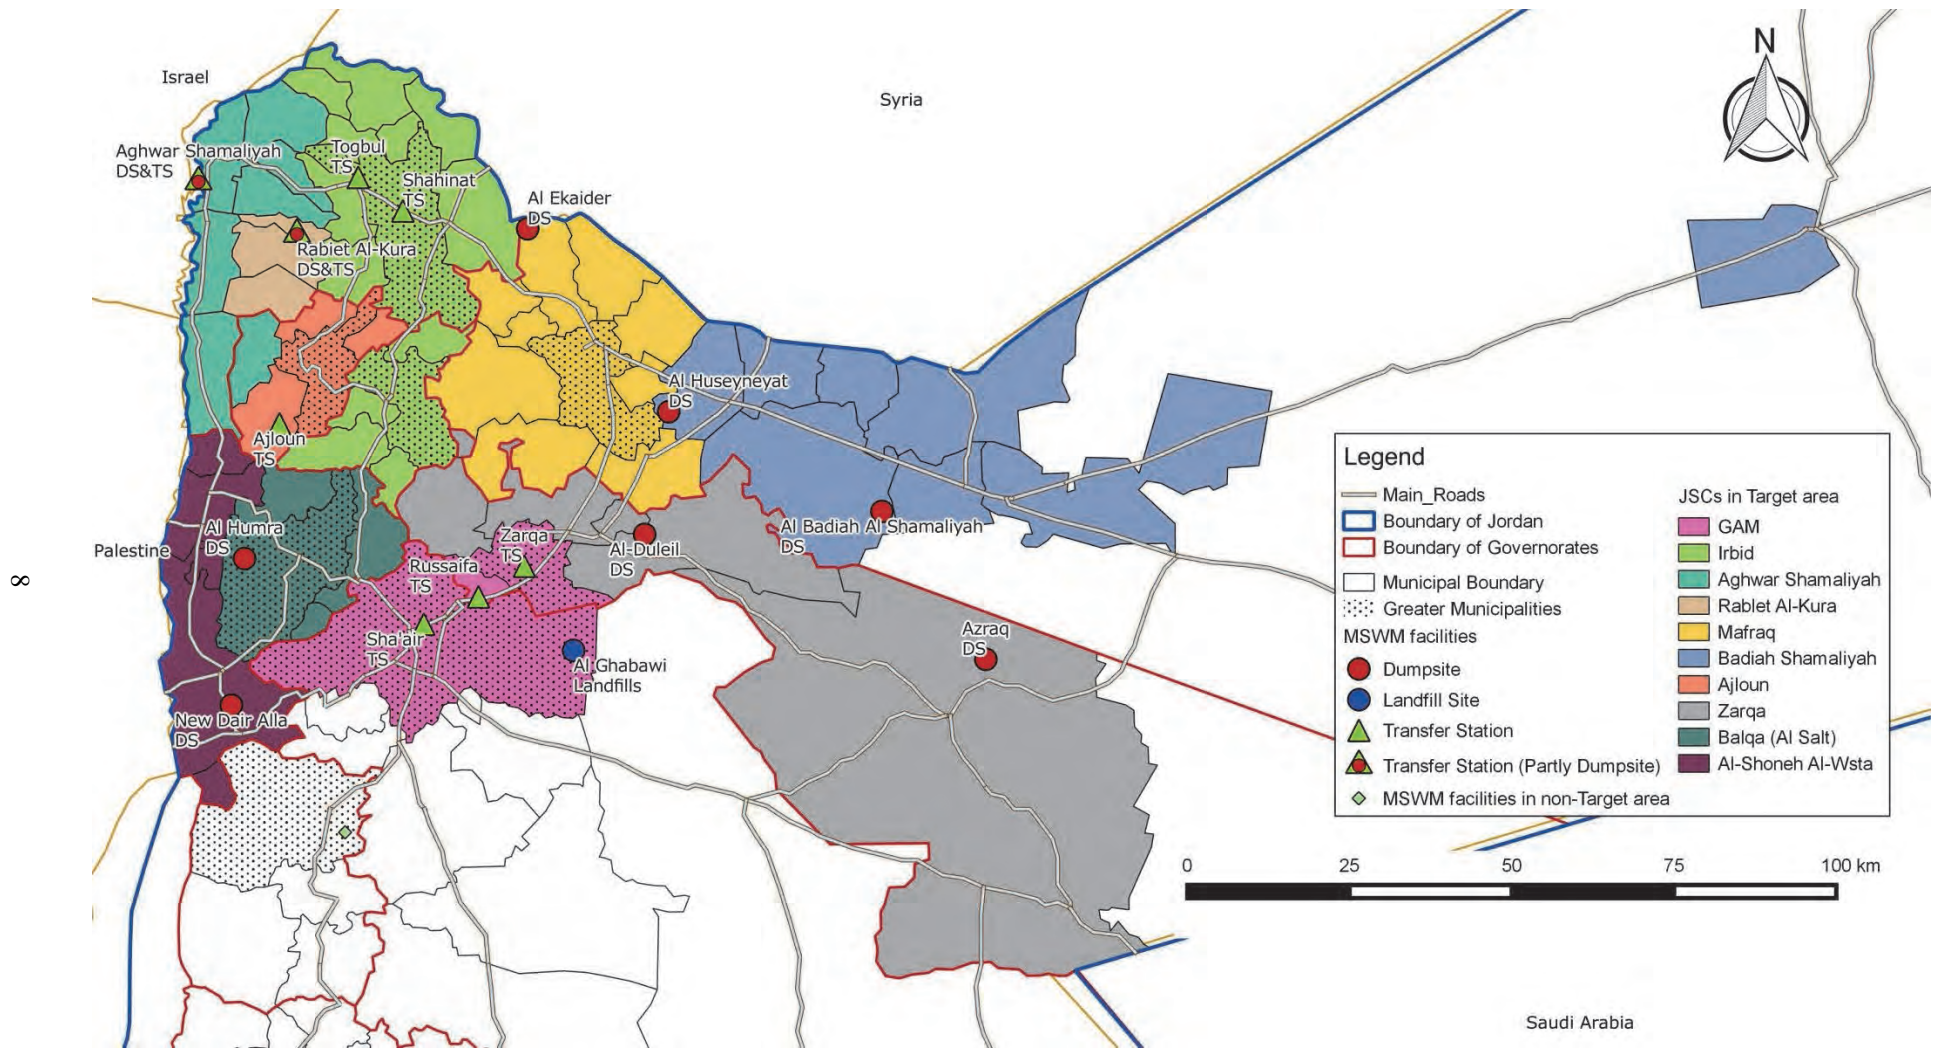 N
Israel
Syria
Aghwar Shamaliyah
DS&TS
Togbul
TS
Shahinat
TS
Al Ekaider
DS
Rabiet Al-Kura
DS&TS
Al Huseyneyat
DS
Ajloun
TS
Al Humra
DS
Palestine
Zarqa
TS
Russaifa
TS
Al-Duleil
DS
Al Badiah Al Shamaliyah
DS
Sha'air
TS
Azraq
DS
Al Ghabawi
Landfills
New Dair Alla
DS
8
Legend
Main_Roads
Boundary of Jordan
Boundary of Governorates
Municipal Boundary
Greater Municipalities
MSWM facilities
Dumpsite
Landfill Site
Transfer Station
Transfer Station (Partly Dumpsite)
MSWM facilities in non-Target area
JSCs in Target area
GAM
Irbid
Aghwar Shamaliyah
Rablet Al-Kura
Mafraq
Badiah Shamaliyah
Ajloun
Zarqa
Balqa (Al Salt)
Al-Shoneh Al-Wsta
0 25 50 75 100 km
Saudi Arabia